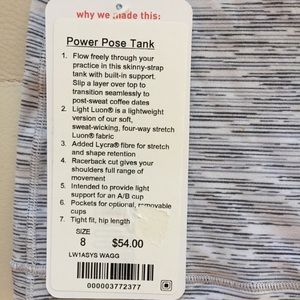 why we made this:
Power Pose Tank
1. Flow freely through your
practice in this skinny-strap
tank with built-in support.
Slip a layer over top to
transition seamlessly to
post-sweat coffee dates
2. Light Luon® is a lightweight
version of our soft,
sweat-wicking, four-way stretch
Luon® fabric
3. Added Lycra® fibre for stretch
and shape retention
4. Racerback cut gives your
shoulders full range of
movement
5. Intended to provide light
support for an A/B cup
6. Pockets for optional, removable
cups
7. Tight fit, hip length
SIZE
8 $54.00
LW1ASYS WAGG
000003772377